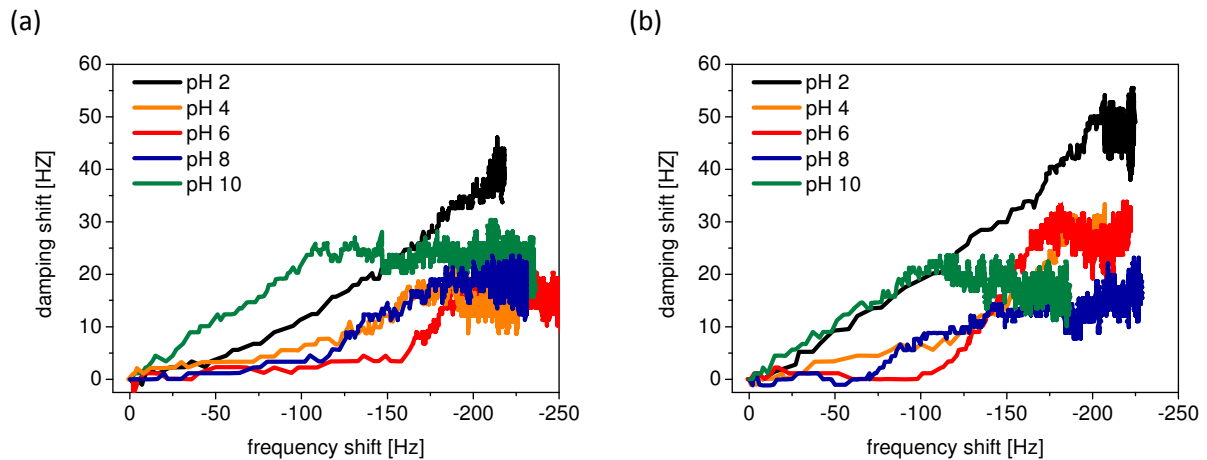 (a)
60
50
40
30
20
10
0
damping shift [HZ]
pH 2
pH 4
pH 6
pH 8
pH 10
0 -50 -100 -150 -200 -250
frequency shift [Hz]
(b)
60
50
40
30
20
10
0
damping shift [HZ]
pH 2
pH 4
pH 6
pH 8
pH 10
0 -50 -100 -150 -200 -250
frequency shift [Hz]